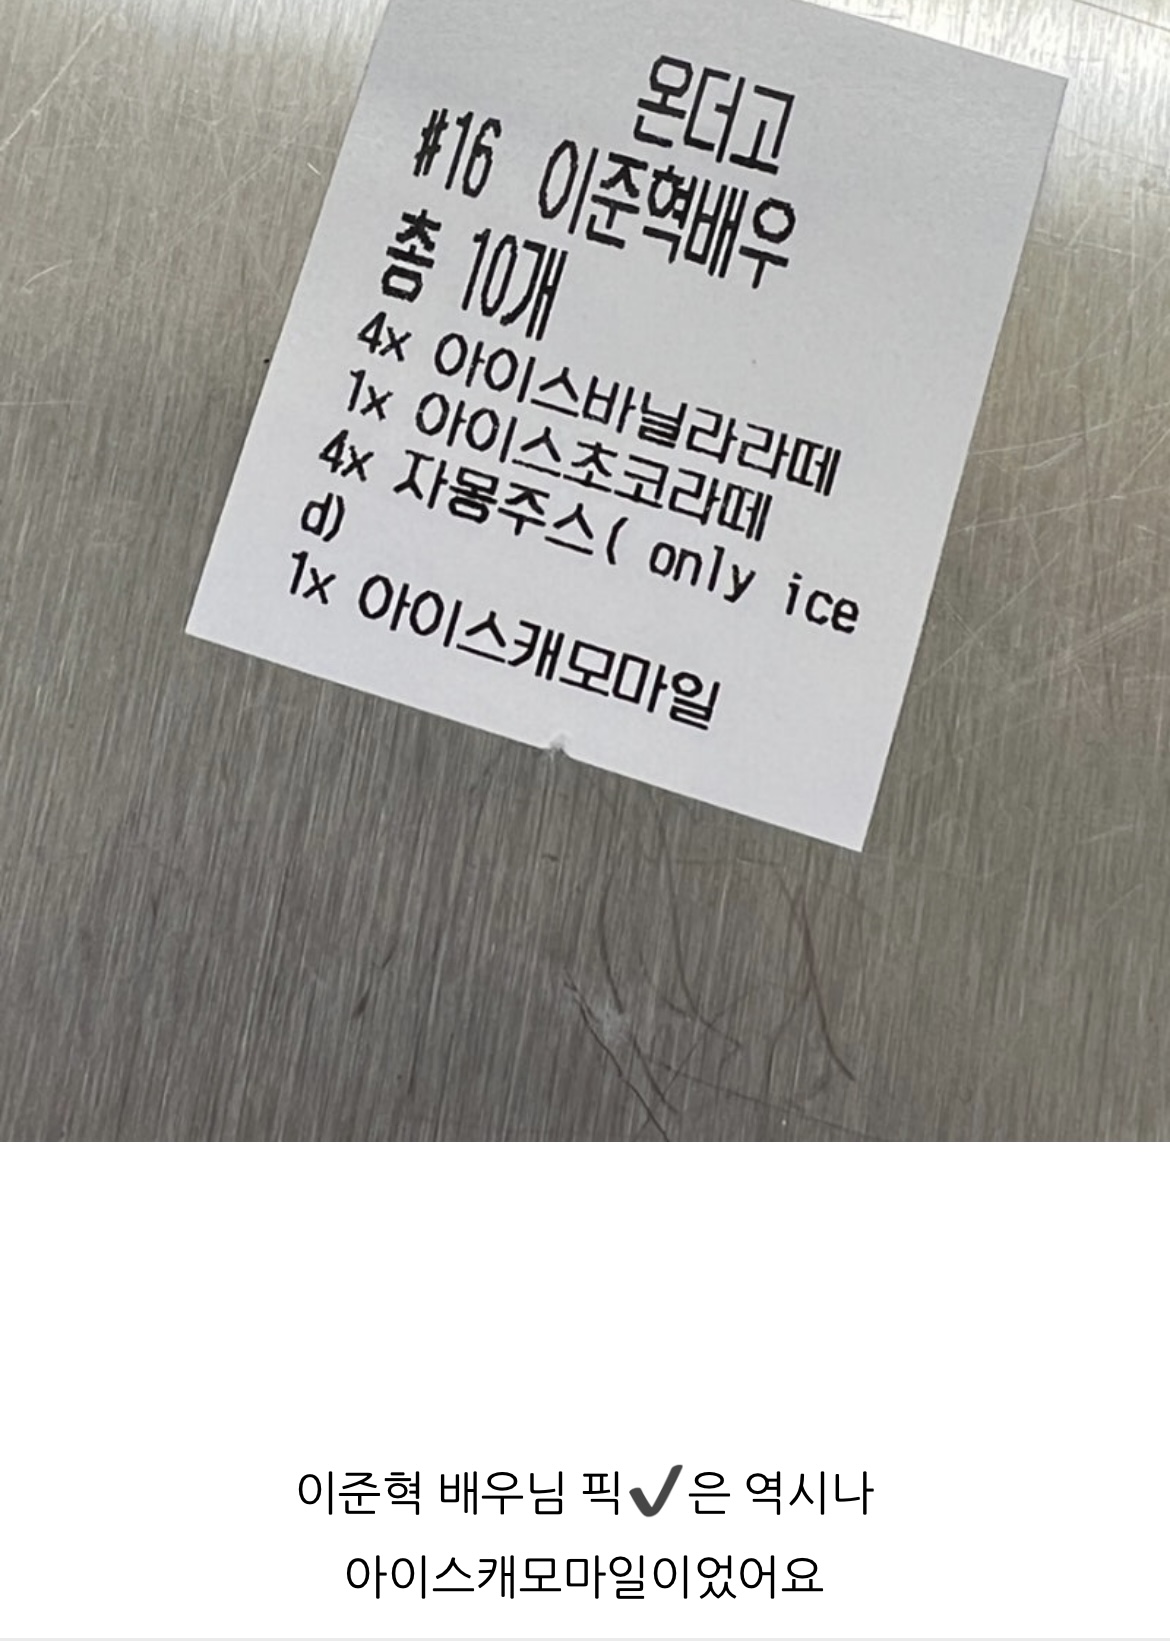 온더고
#16 이준혁배우
총 10개
4x 아이스바닐라라떼
1x 아이스초코라떼
4x 자몽주스( only ice
d)
1x 아이스캐모마일
이준혁 배우님 픽✔️은 역시나
아이스캐모마일이었어요